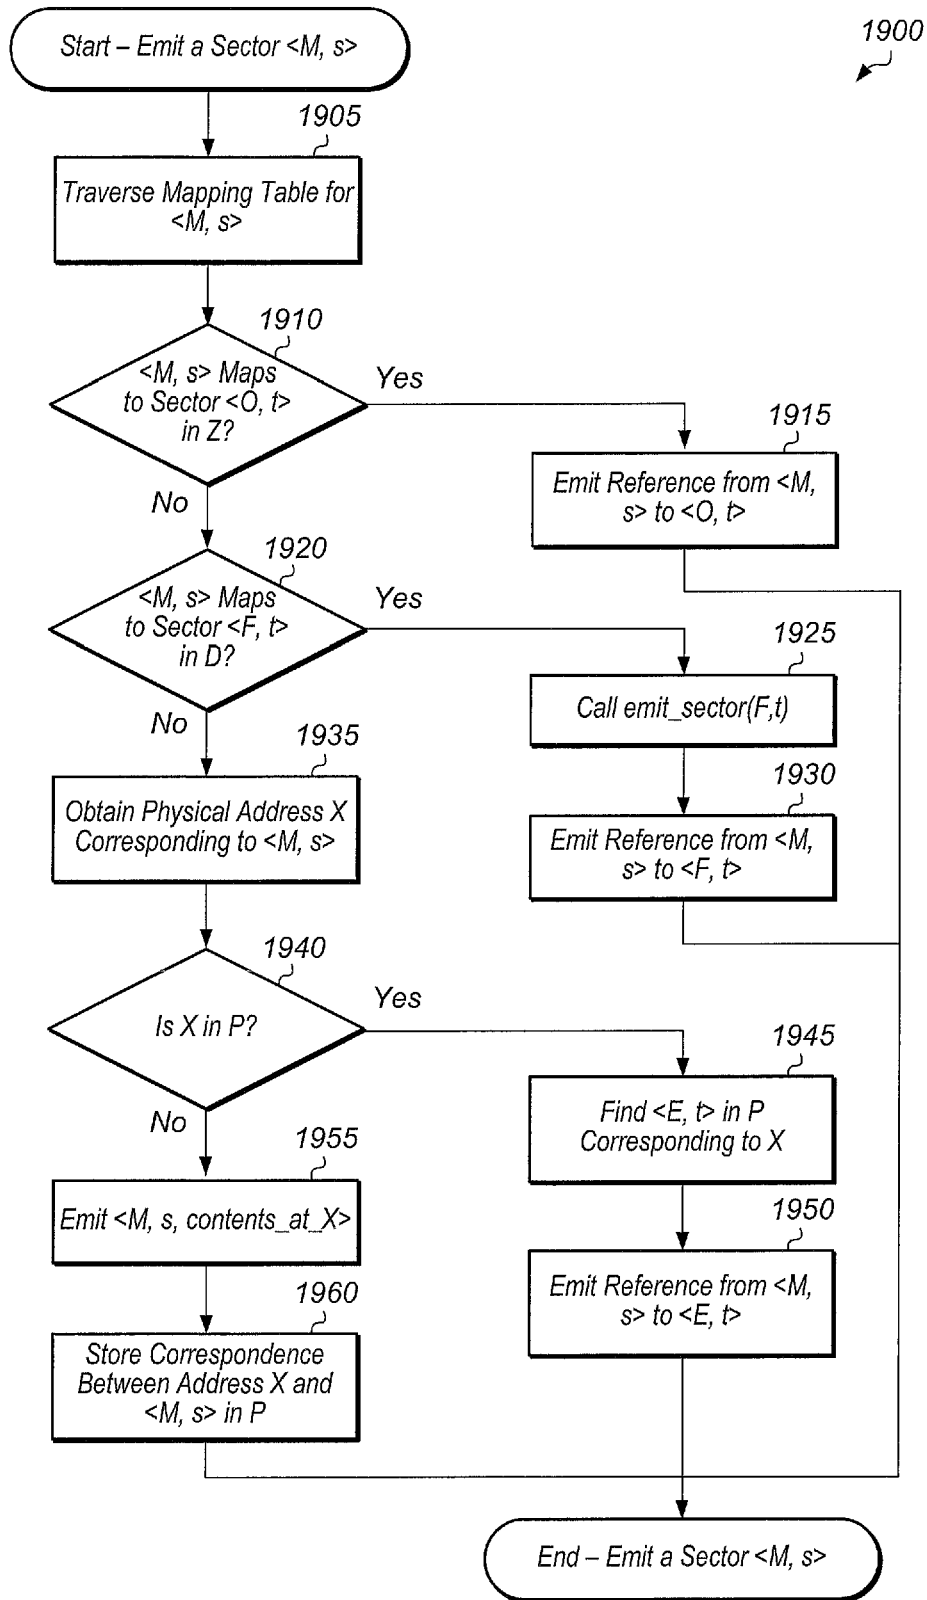 Start – Emit a Sector <M, s>
1900
1905
Traverse Mapping Table for
<M, s>
1910
<M, s> Maps
to Sector <O, t>
in Z?
Yes
No
1915
Emit Reference from <M,
s> to <O, t>
1920
<M, s> Maps
to Sector <F, t>
in D?
Yes
No
1925
Call emit_sector(F,t)
1930
Emit Reference from <M,
s> to <F, t>
1935
Obtain Physical Address X
Corresponding to <M, s>
1940
Is X in P?
Yes
No
1945
Find <E, t> in P
Corresponding to X
1950
Emit Reference from <M,
s> to <E, t>
1955
Emit <M, s, contents_at_X>
1960
Store Correspondence
Between Address X and
<M, s> in P
End – Emit a Sector <M, s>